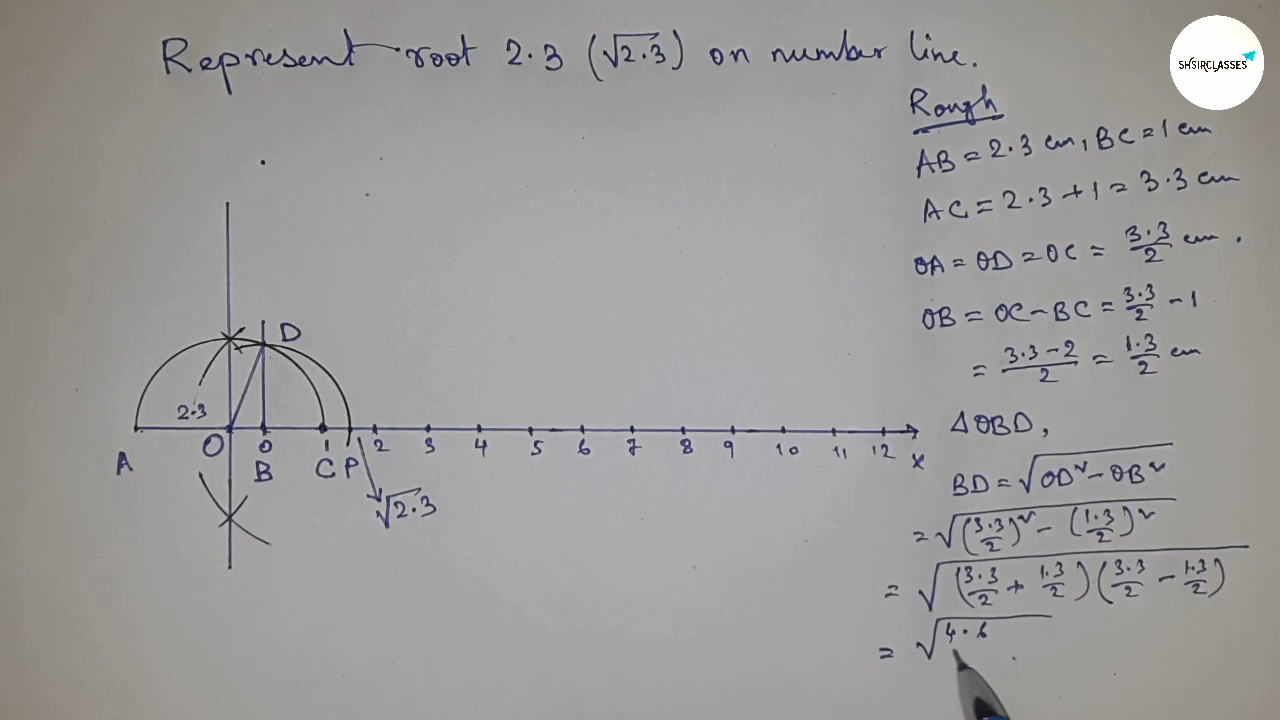 Represent root 2.3 (√2.3) on number line.
SHSIRCLASSES
Rough
AB = 2.3 cm, BC = 1 cm
AC = 2.3 + 1 = 3.3 cm
OA = OD = OC = 3.3/2 cm.
OB = OC - BC = 3.3/2 - 1
= (3.3 - 2)/2 = 1.3/2 cm
△OBD,
BD = √(OD² - OB²)
= √((3.3/2)² - (1.3/2)²)
= √((3.3/2 + 1.3/2)(3.3/2 - 1.3/2))
= √4.6
D
2.3
A O 0 1 2 3 4 5 6 7 8 9 10 11 12 X
B C P
√2.3